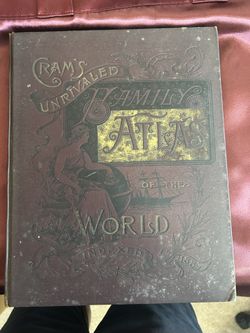 CRAM'S
UNRIVALED
FAMILY
ATLAS
OF THE
WORLD
INDEXED